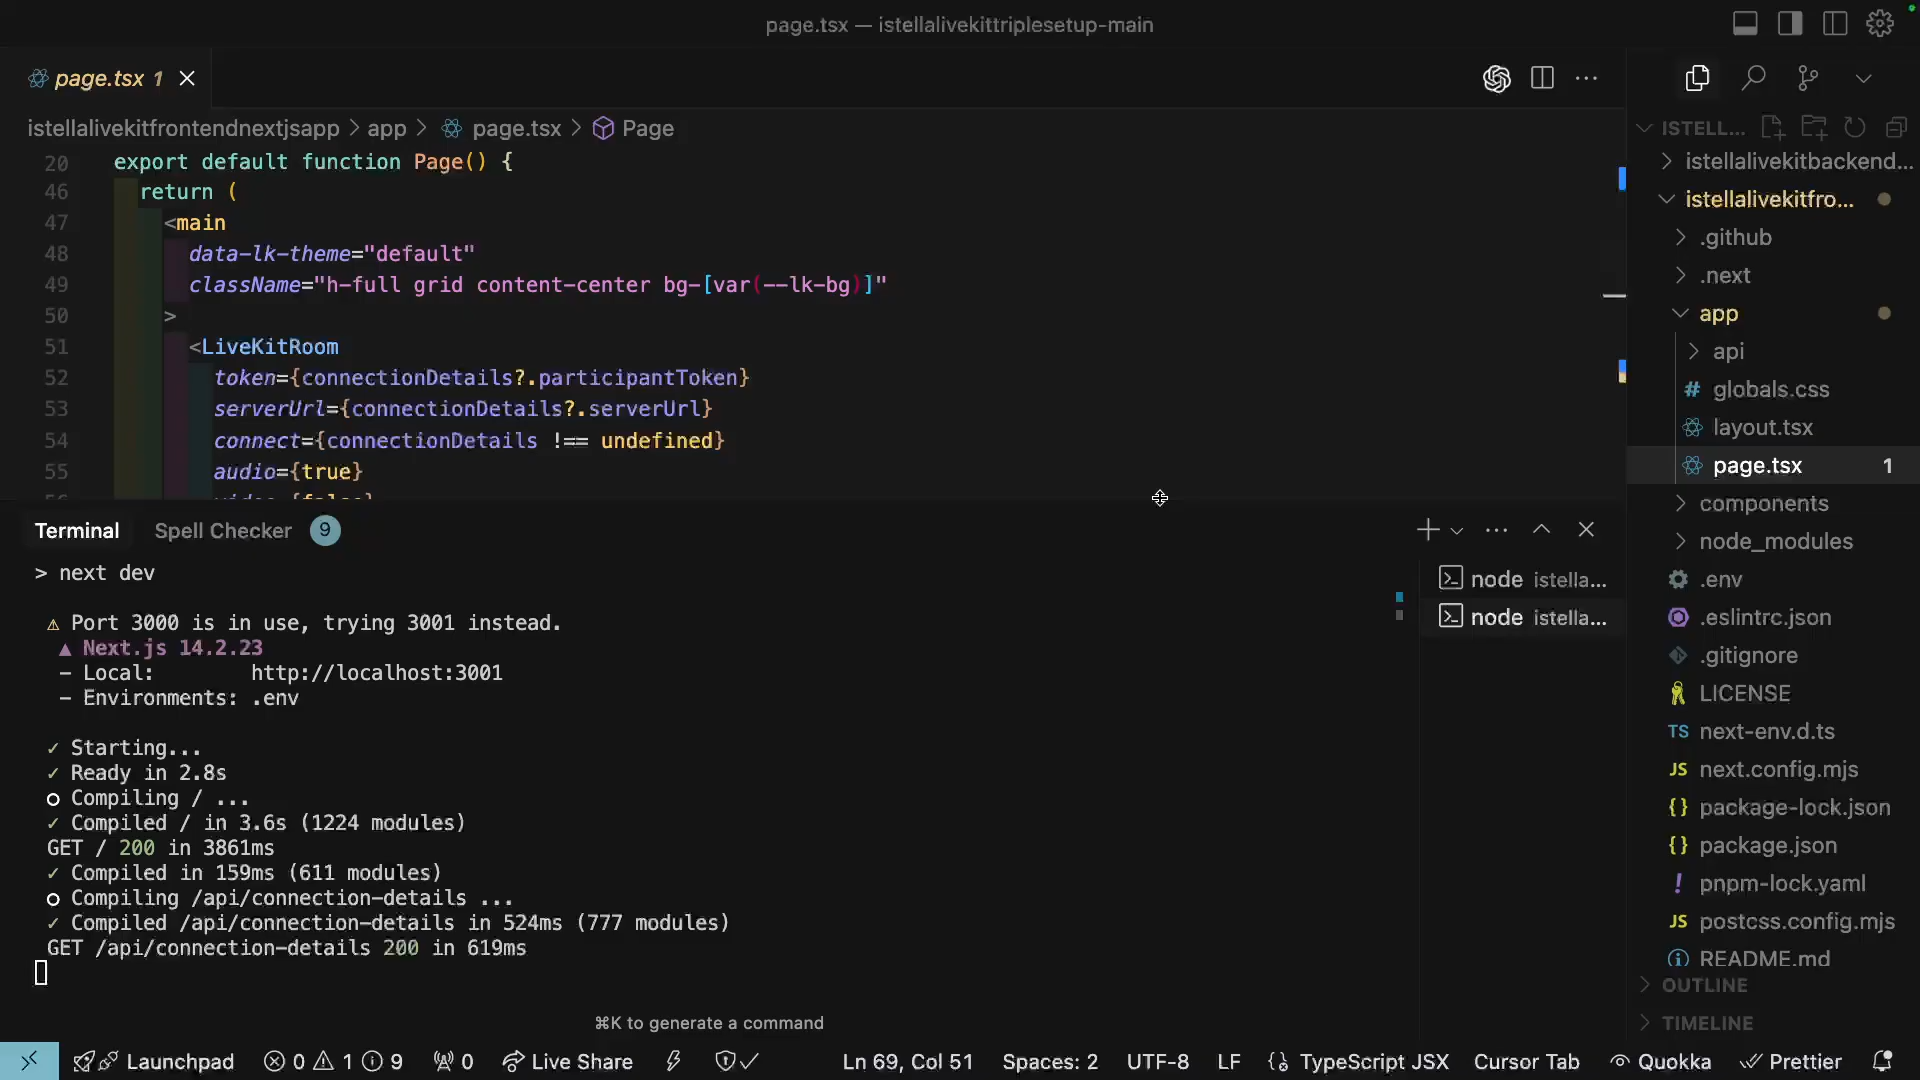 page.tsx — istellalivekittriplesetup-main
page.tsx 1
istellalivekitfrontendnextjsapp > app > page.tsx > Page
20 export default function Page() {
46 return (
47 <main
48 data-lk-theme="default"
49 className="h-full grid content-center bg-[var(--lk-bg)]"
50 >
51 <LiveKitRoom
52 token={connectionDetails?.participantToken}
53 serverUrl={connectionDetails?.serverUrl}
54 connect={connectionDetails !== undefined}
55 audio={true}
Terminal Spell Checker 9
> next dev
⚠ Port 3000 is in use, trying 3001 instead.
▲ Next.js 14.2.23
- Local: http://localhost:3001
- Environments: .env
✓ Starting...
✓ Ready in 2.8s
○ Compiling / ...
✓ Compiled / in 3.6s (1224 modules)
GET / 200 in 3861ms
✓ Compiled in 159ms (611 modules)
○ Compiling /api/connection-details ...
✓ Compiled /api/connection-details in 524ms (777 modules)
GET /api/connection-details 200 in 619ms
⌘K to generate a command
node istella...
node istella...
ISTELL...
istellalivekitbackend...
istellalivekitfro...
.github
.next
app
api
# globals.css
layout.tsx
page.tsx 1
components
node_modules
.env
.eslintrc.json
.gitignore
LICENSE
TS next-env.d.ts
JS next.config.mjs
{} package-lock.json
{} package.json
! pnpm-lock.yaml
JS postcss.config.mjs
README.md
OUTLINE
TIMELINE
Launchpad 0 1 9 0 Live Share Ln 69, Col 51 Spaces: 2 UTF-8 LF {} TypeScript JSX Cursor Tab Quokka Prettier